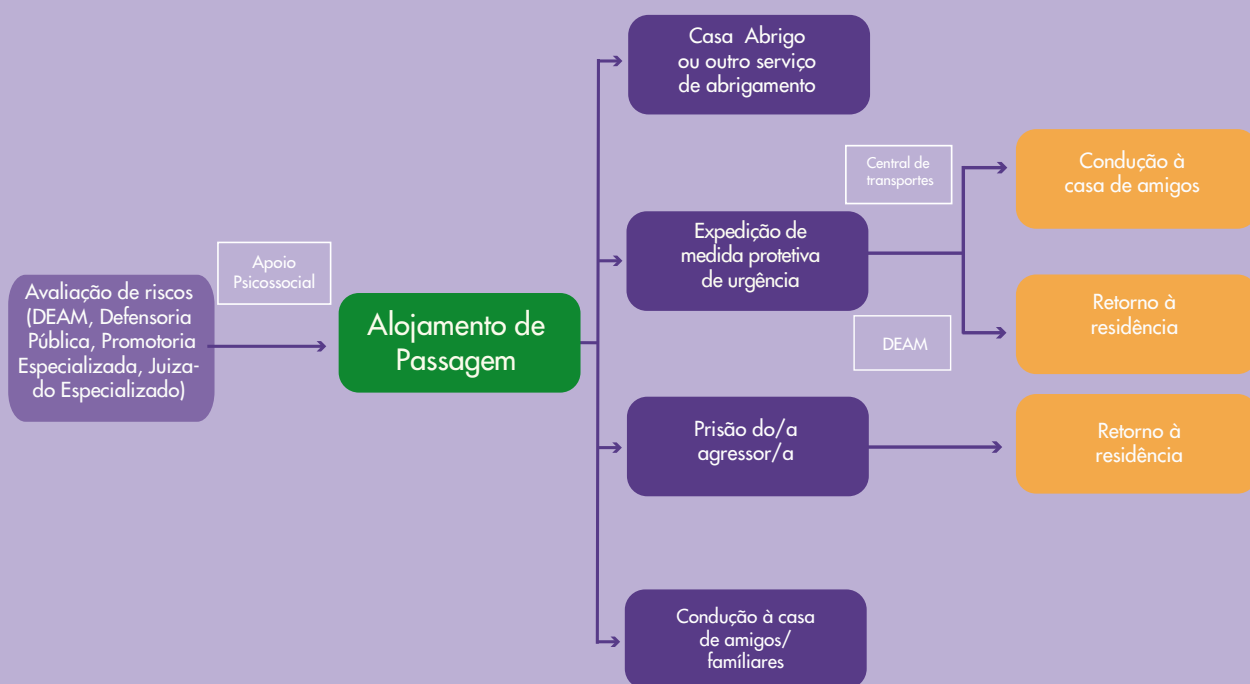 Avaliação de riscos
(DEAM, Defensoria
Pública, Promotoria
Especializada, Juiza-
do Especializado)
Apoio
Psicossocial
Alojamento de
Passagem
Casa Abrigo
ou outro serviço
de abrigamento
Expedição de
medida protetiva
de urgência
Central de
transportes
Condução à
casa de amigos
DEAM
Retorno à
residência
Prisão do/a
agressor/a
Retorno à
residência
Condução à casa
de amigos/
famíliares